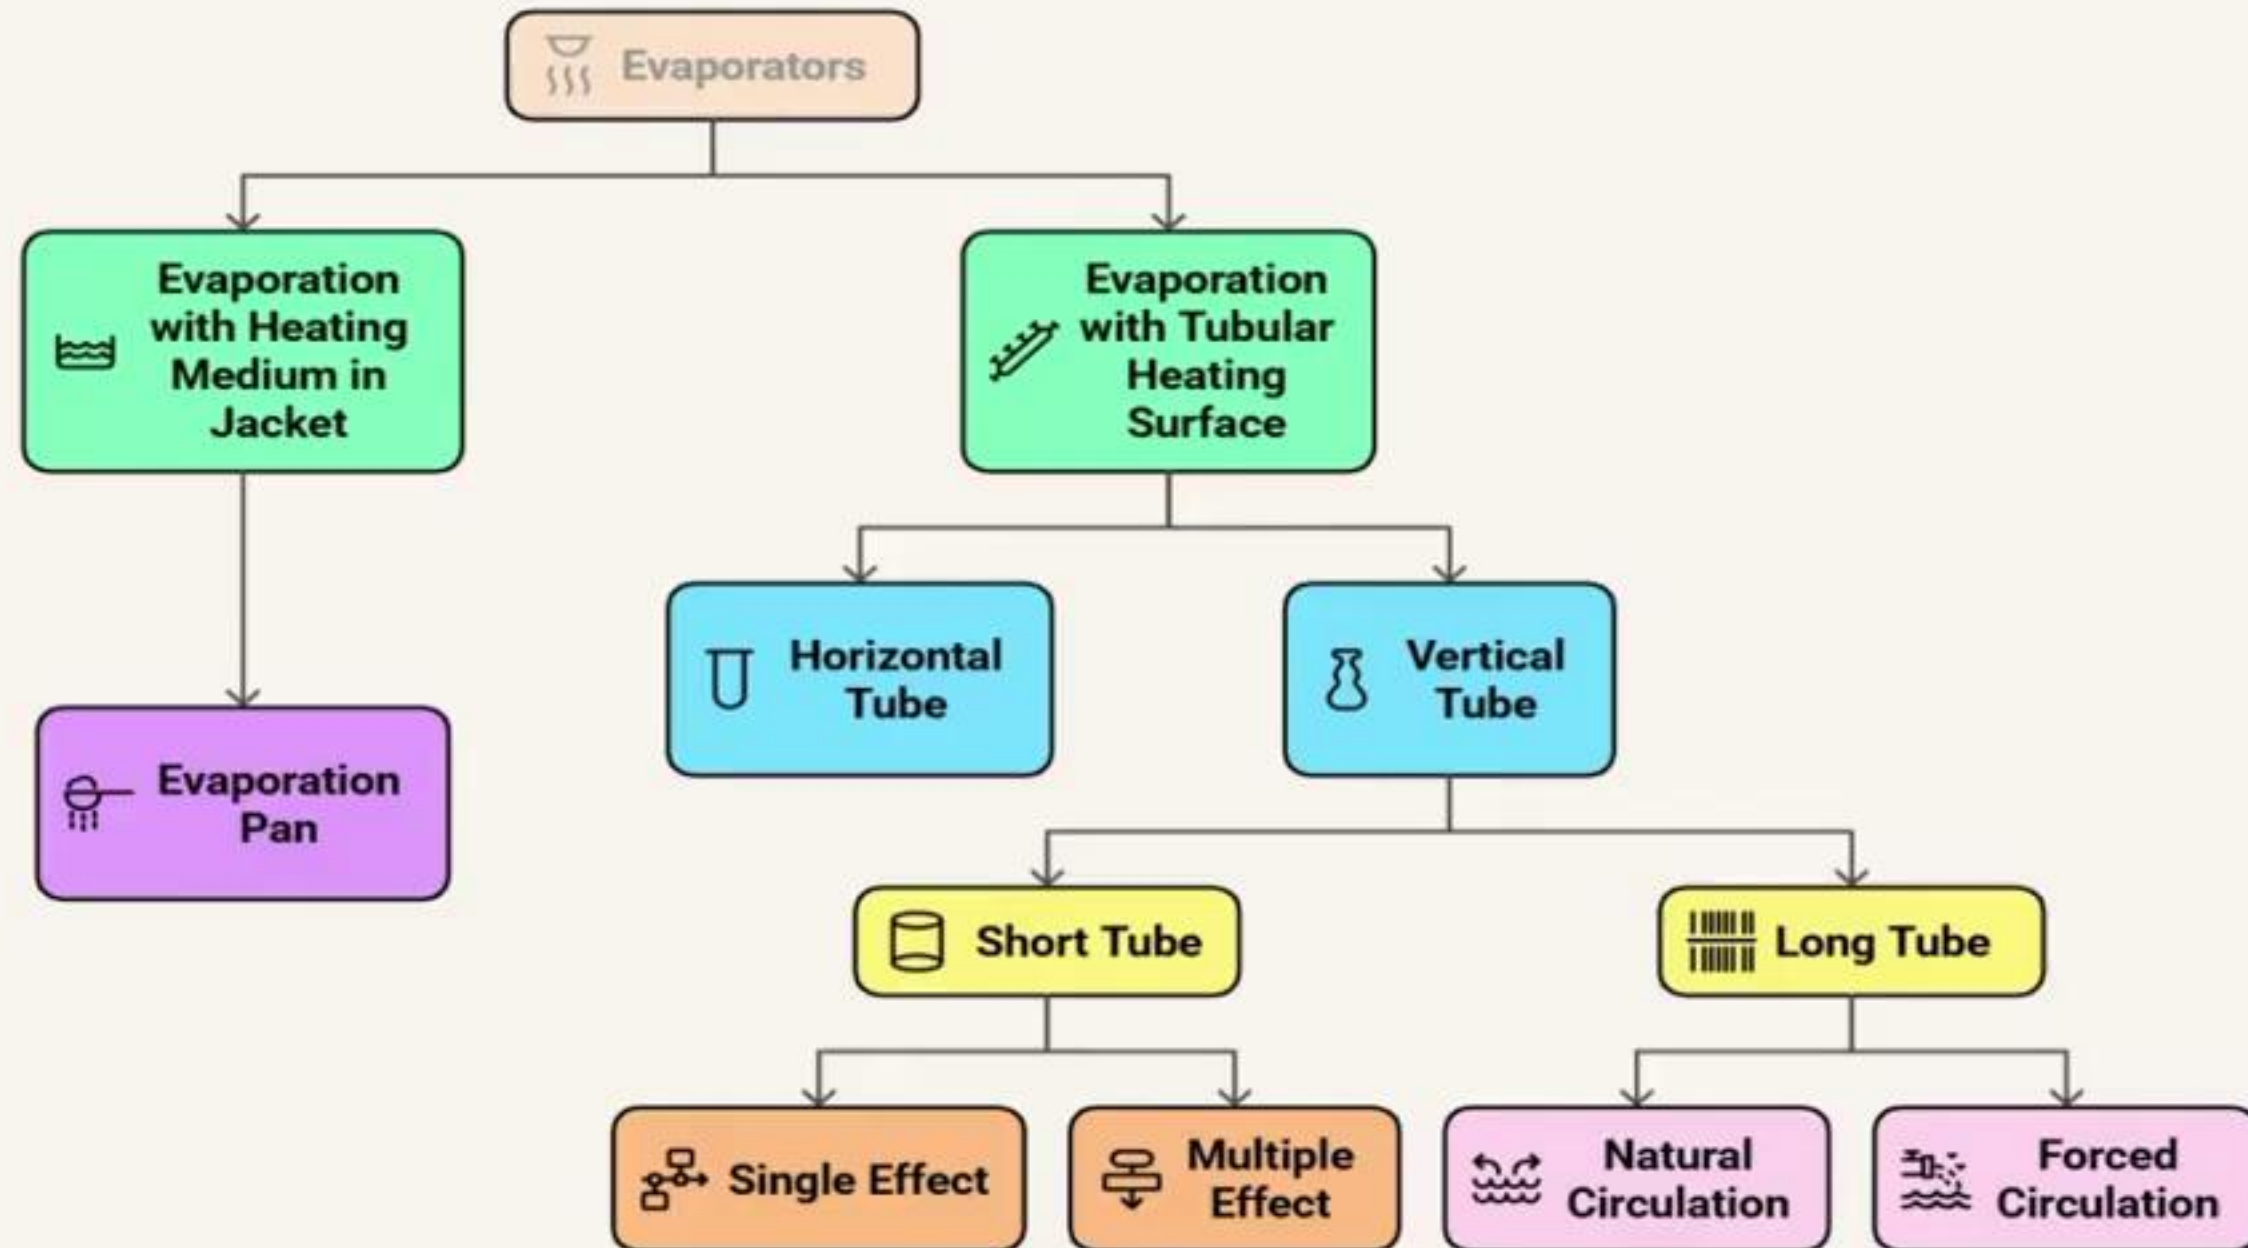 Evaporators
Evaporation
with Heating
Medium in
Jacket
Evaporation
with Tubular
Heating
Surface
Horizontal
Tube
Vertical
Tube
Evaporation
Pan
Short Tube
Long Tube
Single Effect
Multiple
Effect
Natural
Circulation
Forced
Circulation